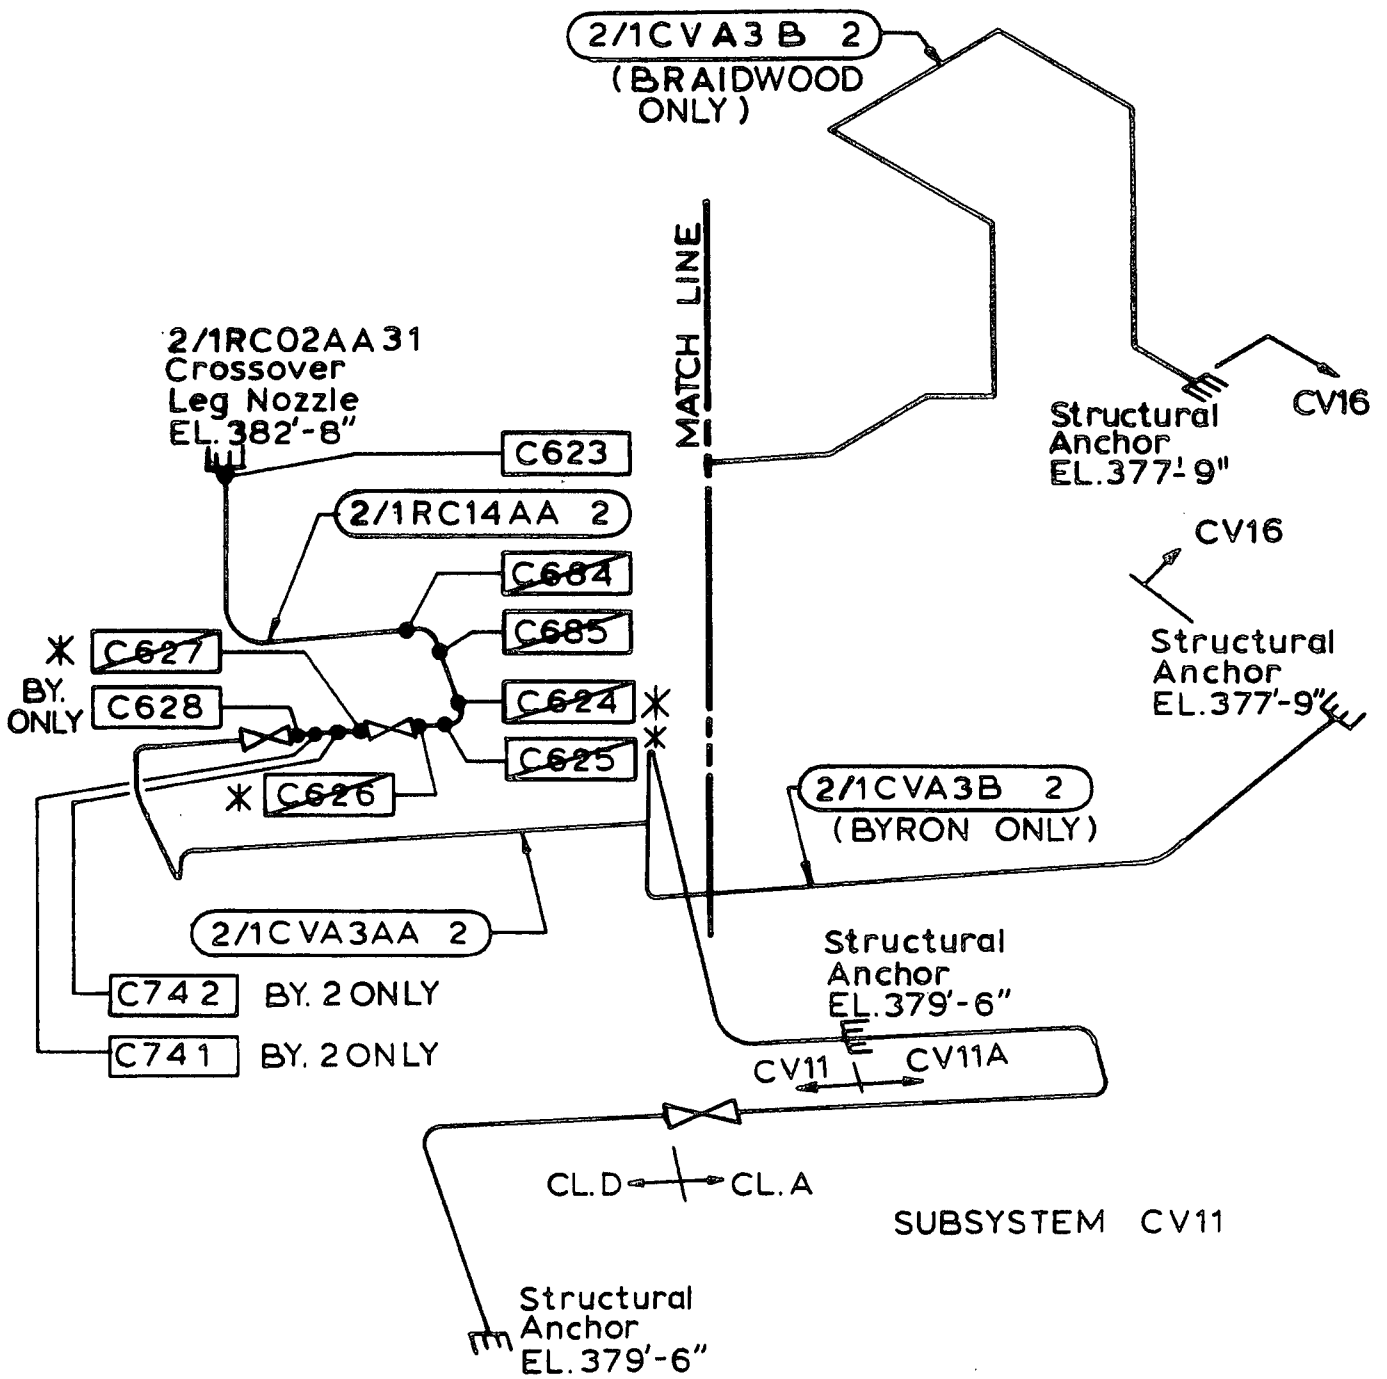 2/1CVA3B 2
(BRAIDWOOD
ONLY)
MATCH LINE
2/1RC02AA31
Crossover
Leg Nozzle
EL.382'-8"
C623
2/1RC14AA 2
C684
C685
* C627
BY.
ONLY
C628
C624 *
*
C625
* C626
Structural
Anchor
EL.377'-9"
CV16
CV16
Structural
Anchor
EL.377'-9"
2/1CVA3B 2
(BYRON ONLY)
2/1CVA3AA 2
C742 BY. 2 ONLY
C741 BY. 2 ONLY
Structural
Anchor
EL.379'-6"
CV11
CV11A
CL.D
CL.A
SUBSYSTEM CV11
Structural
Anchor
EL.379'-6"